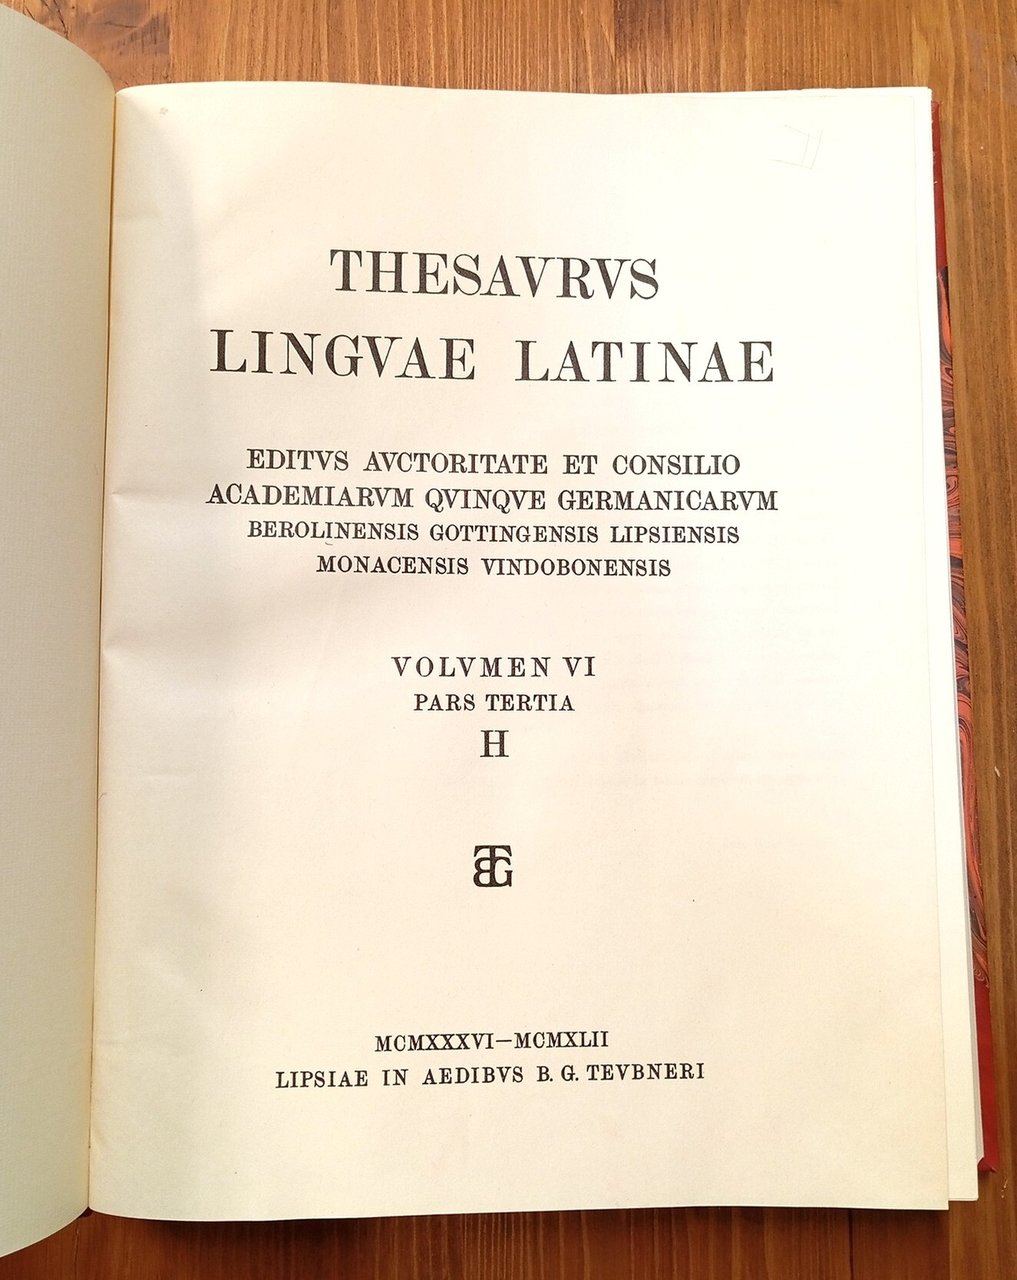 THESAVRVS
LINGVAE LATINAE
EDITVS AVCTORITATE ET CONSILIO
ACADEMIARVM QVINQVE GERMANICARVM
BEROLINENSIS GOTTINGENSIS LIPSIENSIS
MONACENSIS VINDOBONENSIS
VOLVMEN VI
PARS TERTIA
H
BTG
MCMXXXVI—MCMXLII
LIPSIAE IN AEDIBVS B. G. TEVBNERI